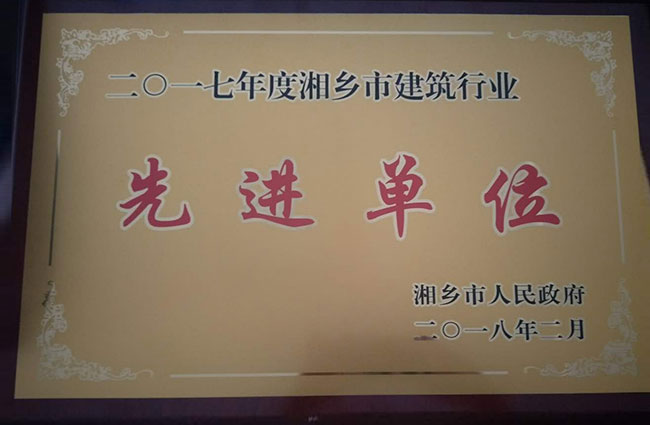 二〇一七年度湘乡市建筑行业
先进单位
湘乡市人民政府
二〇一八年二月